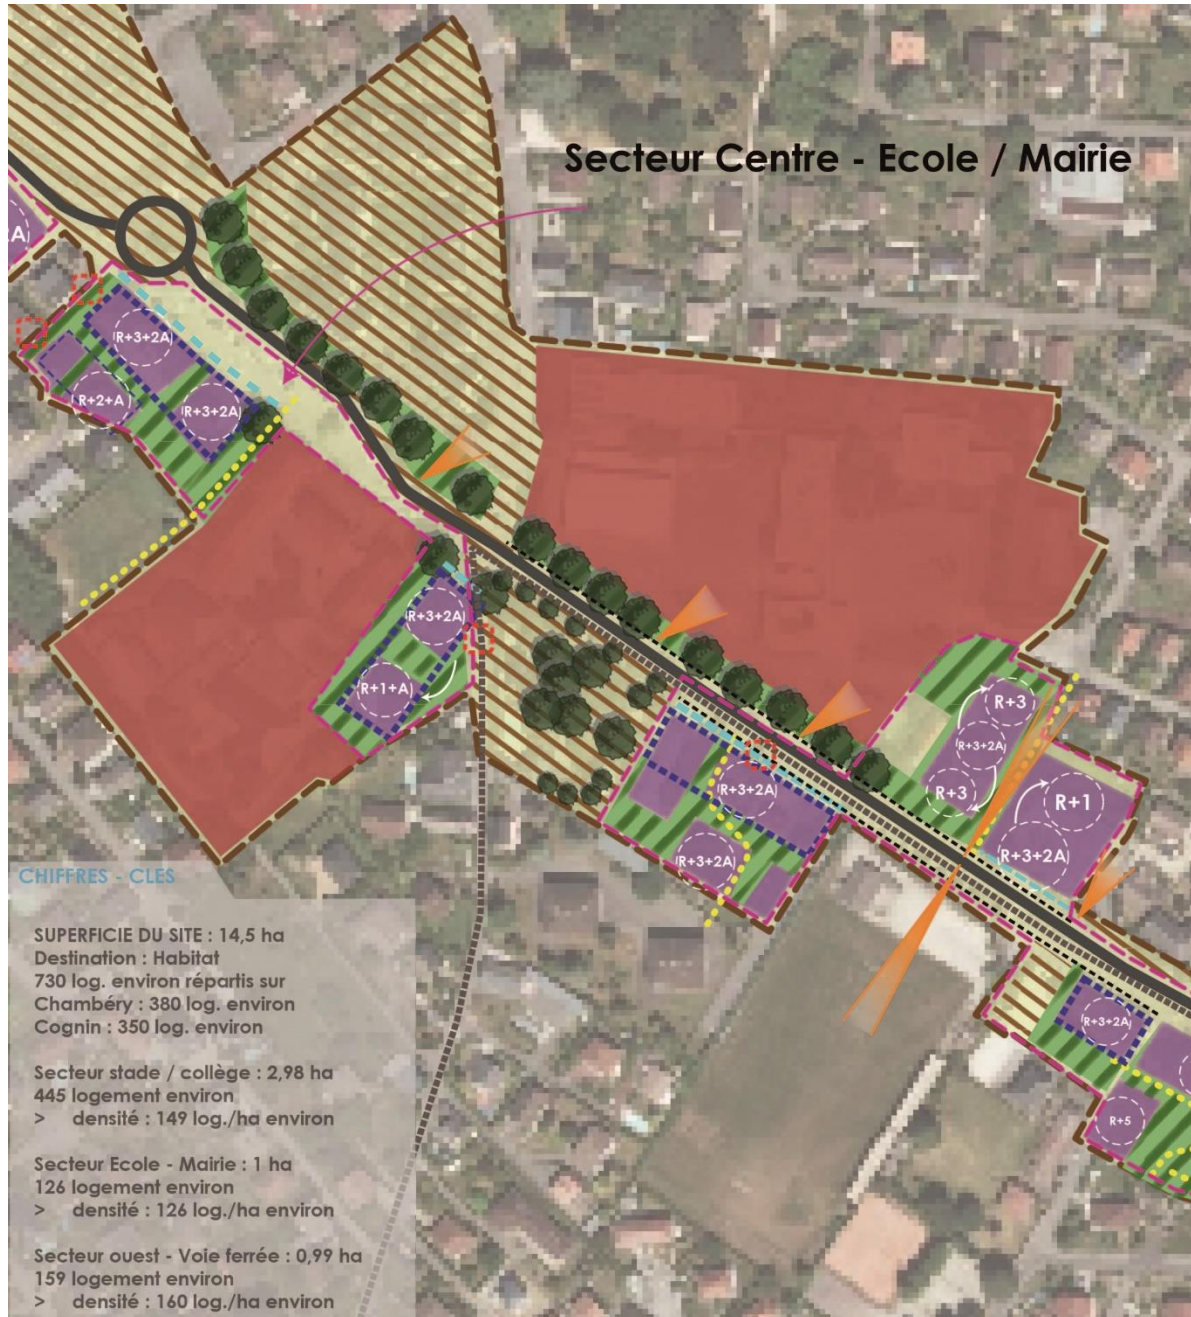 Secteur Centre - Ecole / Mairie
A)
R+3+2A)
R+2+A
R+3+2A)
R+3+2A)
R+1+A)
R+3
R+3+2A)
R+3
R+1
R+3+2A)
R+3+2A)
R+3+2A)
R+3+2A)
R+5
CHIFFRES - CLES
SUPERFICIE DU SITE : 14,5 ha
Destination : Habitat
730 log. environ répartis sur
Chambéry : 380 log. environ
Cognin : 350 log. environ
Secteur stade / collège : 2,98 ha
445 logement environ
> densité : 149 log./ha environ
Secteur Ecole - Mairie : 1 ha
126 logement environ
> densité : 126 log./ha environ
Secteur ouest - Voie ferrée : 0,99 ha
159 logement environ
> densité : 160 log./ha environ